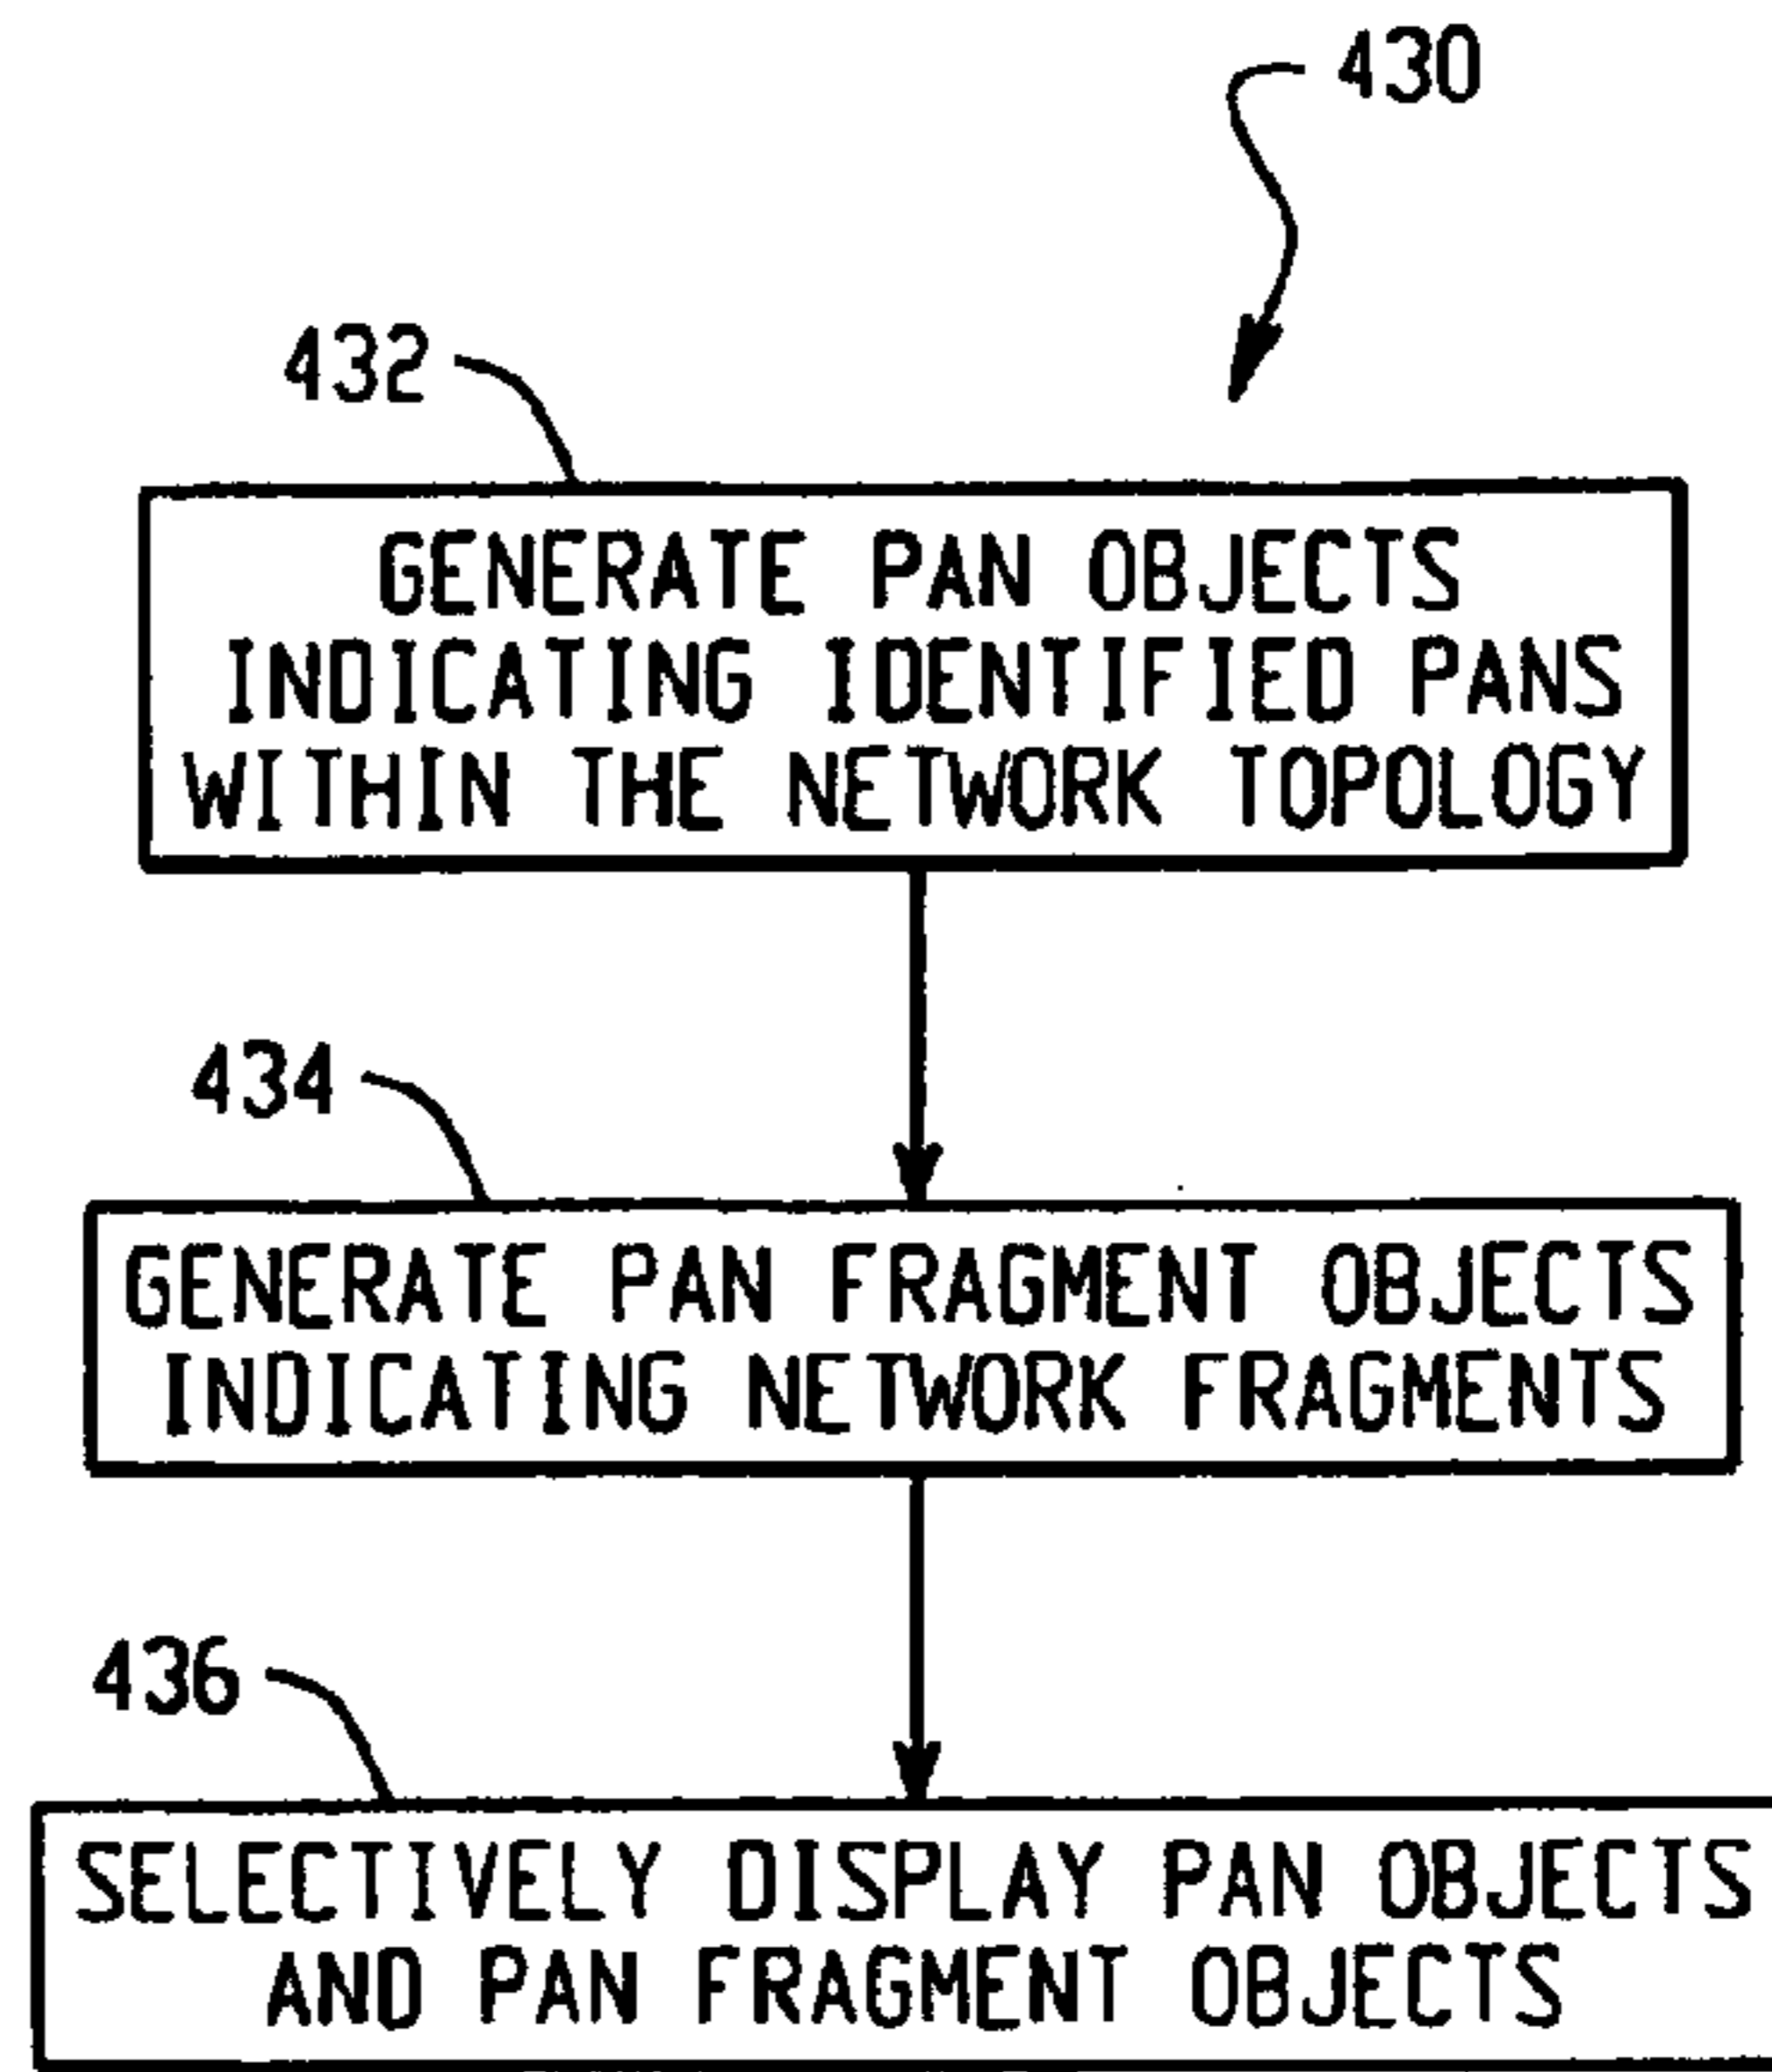 430
432
GENERATE PAN OBJECTS
INDICATING IDENTIFIED PANS
WITHIN THE NETWORK TOPOLOGY
434
GENERATE PAN FRAGMENT OBJECTS
INDICATING NETWORK FRAGMENTS
436
SELECTIVELY DISPLAY PAN OBJECTS
AND PAN FRAGMENT OBJECTS